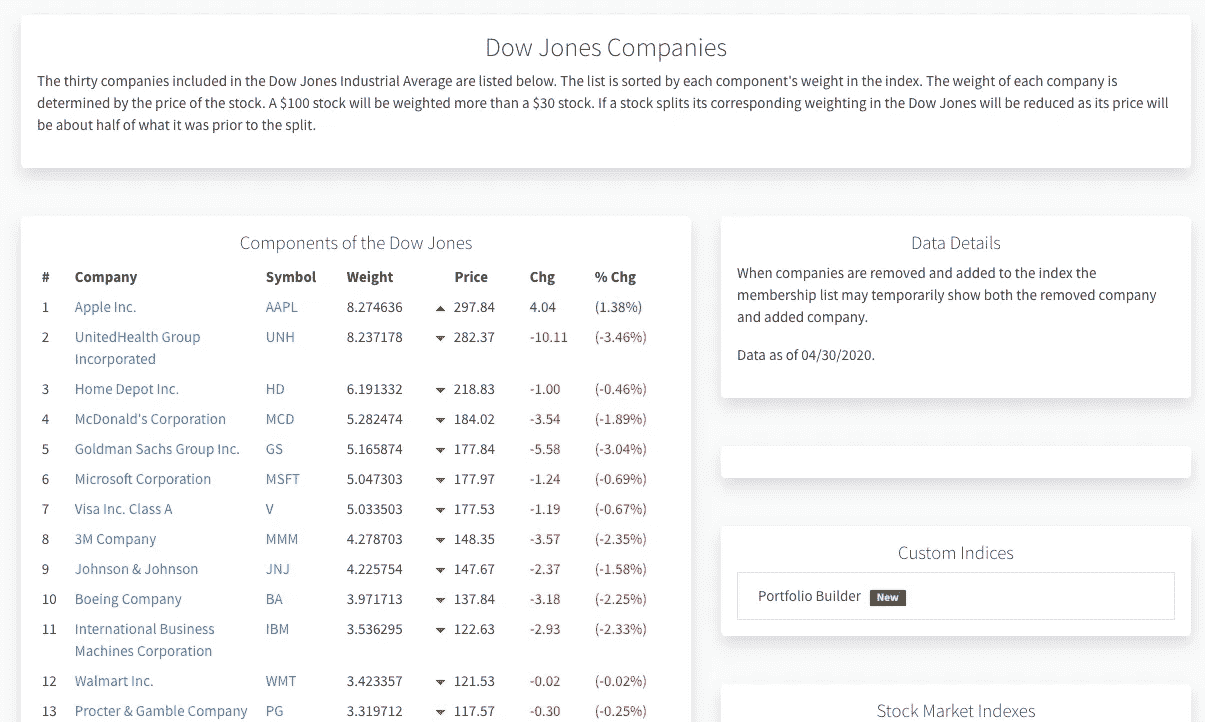 Dow Jones Companies
The thirty companies included in the Dow Jones Industrial Average are listed below. The list is sorted by each component's weight in the index. The weight of each company is
determined by the price of the stock. A $100 stock will be weighted more than a $30 stock. If a stock splits its corresponding weighting in the Dow Jones will be reduced as its price will
be about half of what it was prior to the split.
Components of the Dow Jones
# Company Symbol Weight Price Chg % Chg
1 Apple Inc. AAPL 8.274636 297.84 4.04 (1.38%)
2 UnitedHealth Group UNH 8.237178 282.37 -10.11 (-3.46%)
Incorporated
3 Home Depot Inc. HD 6.191332 218.83 -1.00 (-0.46%)
4 McDonald's Corporation MCD 5.282474 184.02 -3.54 (-1.89%)
5 Goldman Sachs Group Inc. GS 5.165874 177.84 -5.58 (-3.04%)
6 Microsoft Corporation MSFT 5.047303 177.97 -1.24 (-0.69%)
7 Visa Inc. Class A V 5.033503 177.53 -1.19 (-0.67%)
8 3M Company MMM 4.278703 148.35 -3.57 (-2.35%)
9 Johnson & Johnson JNJ 4.225754 147.67 -2.37 (-1.58%)
10 Boeing Company BA 3.971713 137.84 -3.18 (-2.25%)
11 International Business IBM 3.536295 122.63 -2.93 (-2.33%)
Machines Corporation
12 Walmart Inc. WMT 3.423357 121.53 -0.02 (-0.02%)
13 Procter & Gamble Company PG 3.319712 117.57 -0.30 (-0.25%)
Data Details
When companies are removed and added to the index the
membership list may temporarily show both the removed company
and added company.
Data as of 04/30/2020.
Custom Indices
Portfolio Builder New
Stock Market Indexes